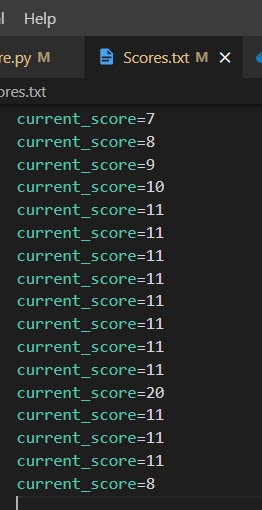 l Help
re.py M
Scores.txt M
ores.txt
current_score=7
current_score=8
current_score=9
current_score=10
current_score=11
current_score=11
current_score=11
current_score=11
current_score=11
current_score=11
current_score=11
current_score=11
current_score=20
current_score=11
current_score=11
current_score=11
current_score=8